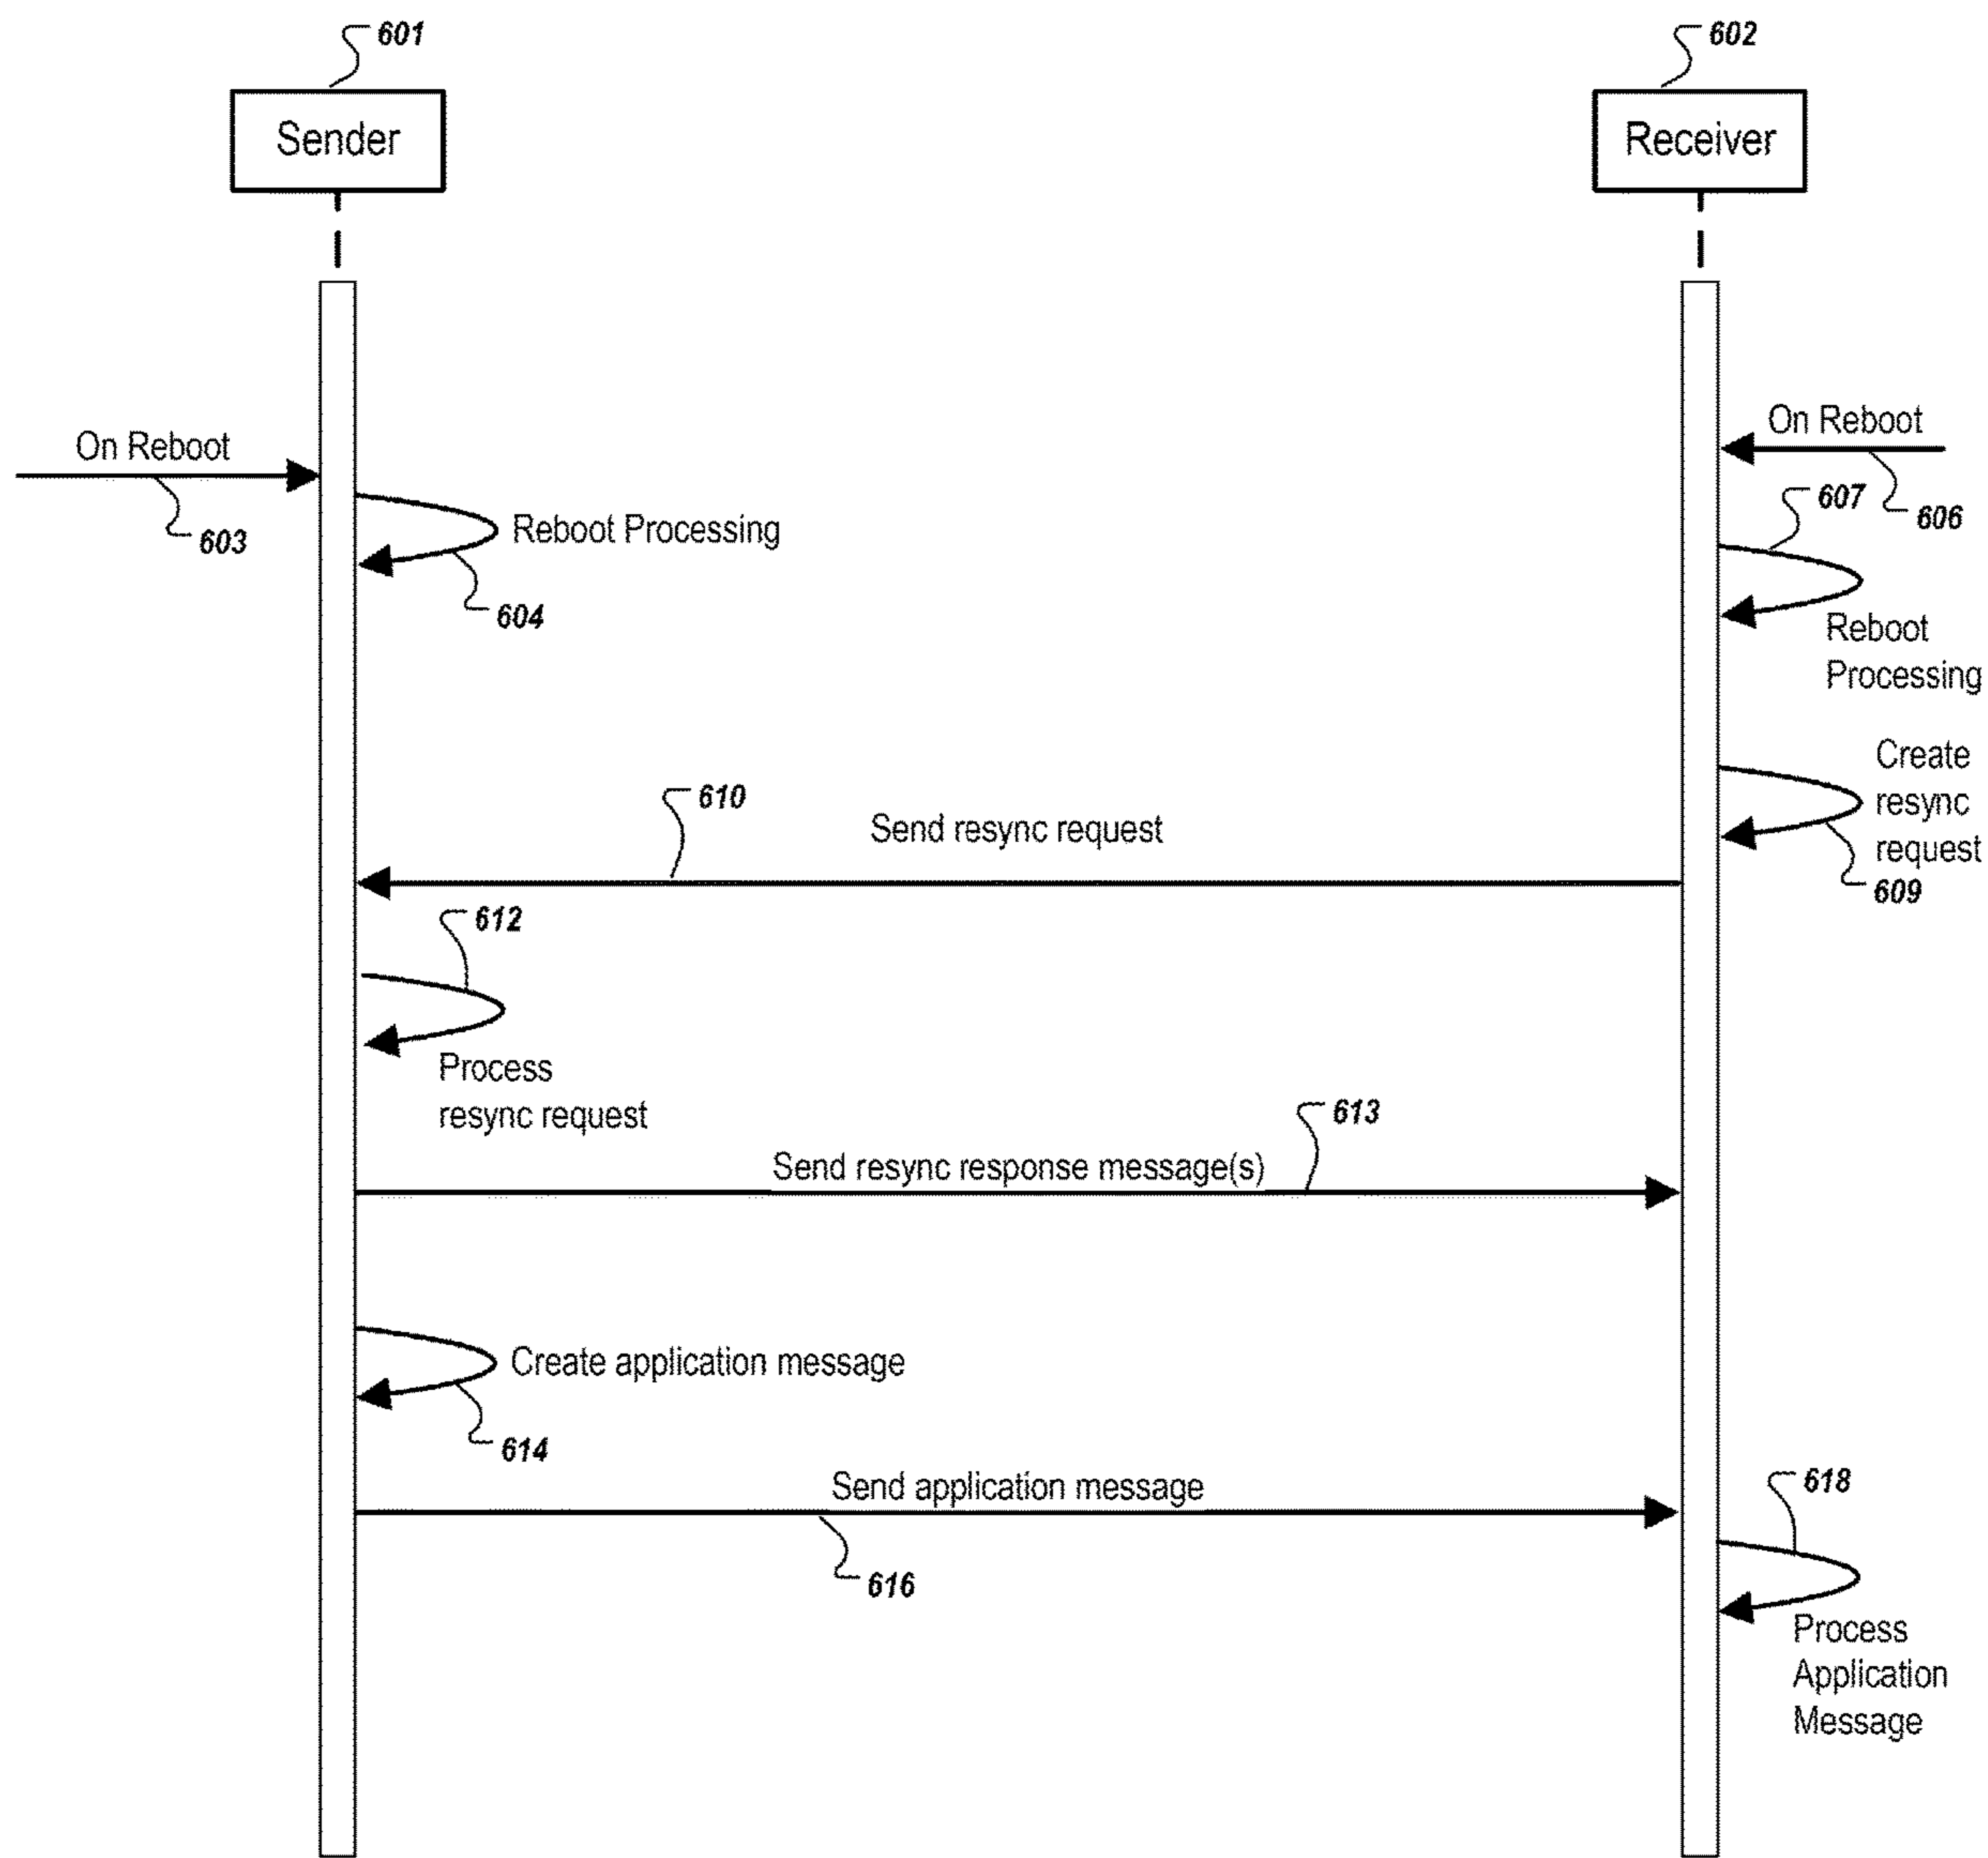 601
602
Sender
Receiver
On Reboot
On Reboot
603
606
607
Reboot Processing
604
Reboot
Processing
Create
resync
request
609
610
Send resync request
612
Process
resync request
613
Send resync response message(s)
Create application message
614
Send application message
616
618
Process
Application
Message